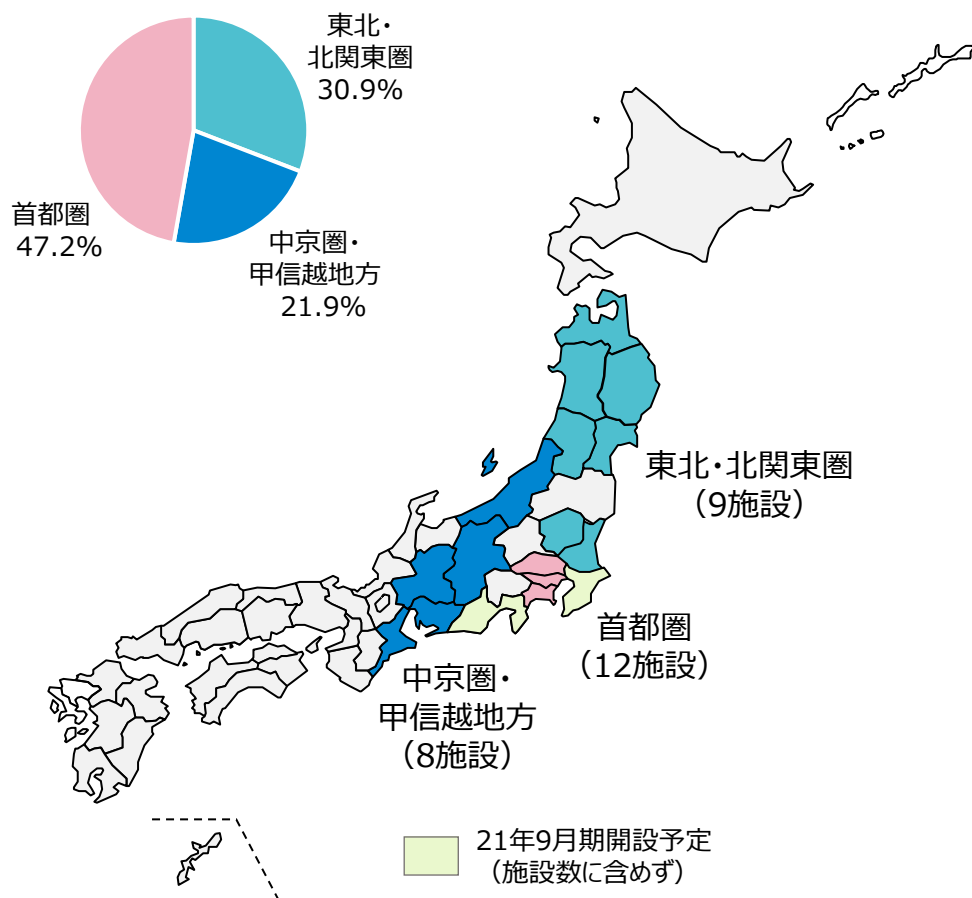 東北・
北関東圏
30.9%
首都圏
47.2%
中京圏・
甲信越地方
21.9%
東北・北関東圏
（9施設）
首都圏
（12施設）
中京圏・
甲信越地方
（8施設）
21年9月期開設予定
（施設数に含めず）